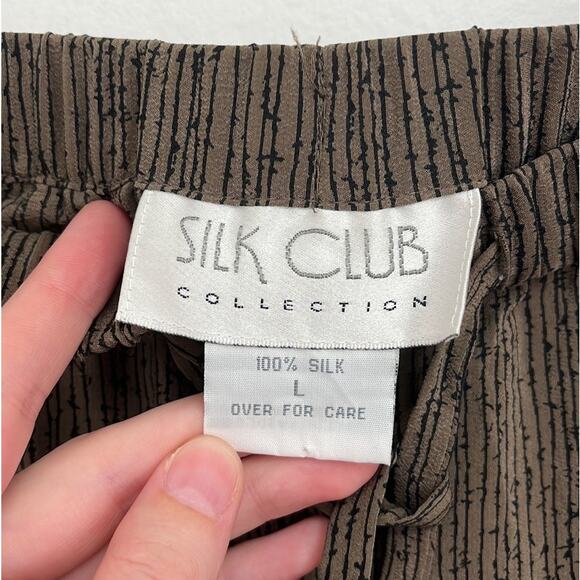 SILK CLUB
COLLECTION
100% SILK
L
OVER FOR CARE